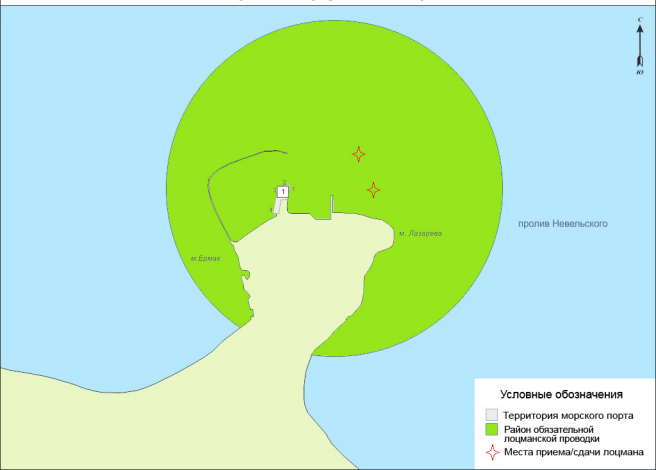 С
Ю
1
пролив Невельского
м. Лазарева
м.Ермак
Условные обозначения
Территория морского порта
Район обязательной
лоцманской проводки
Места приема/сдачи лоцмана